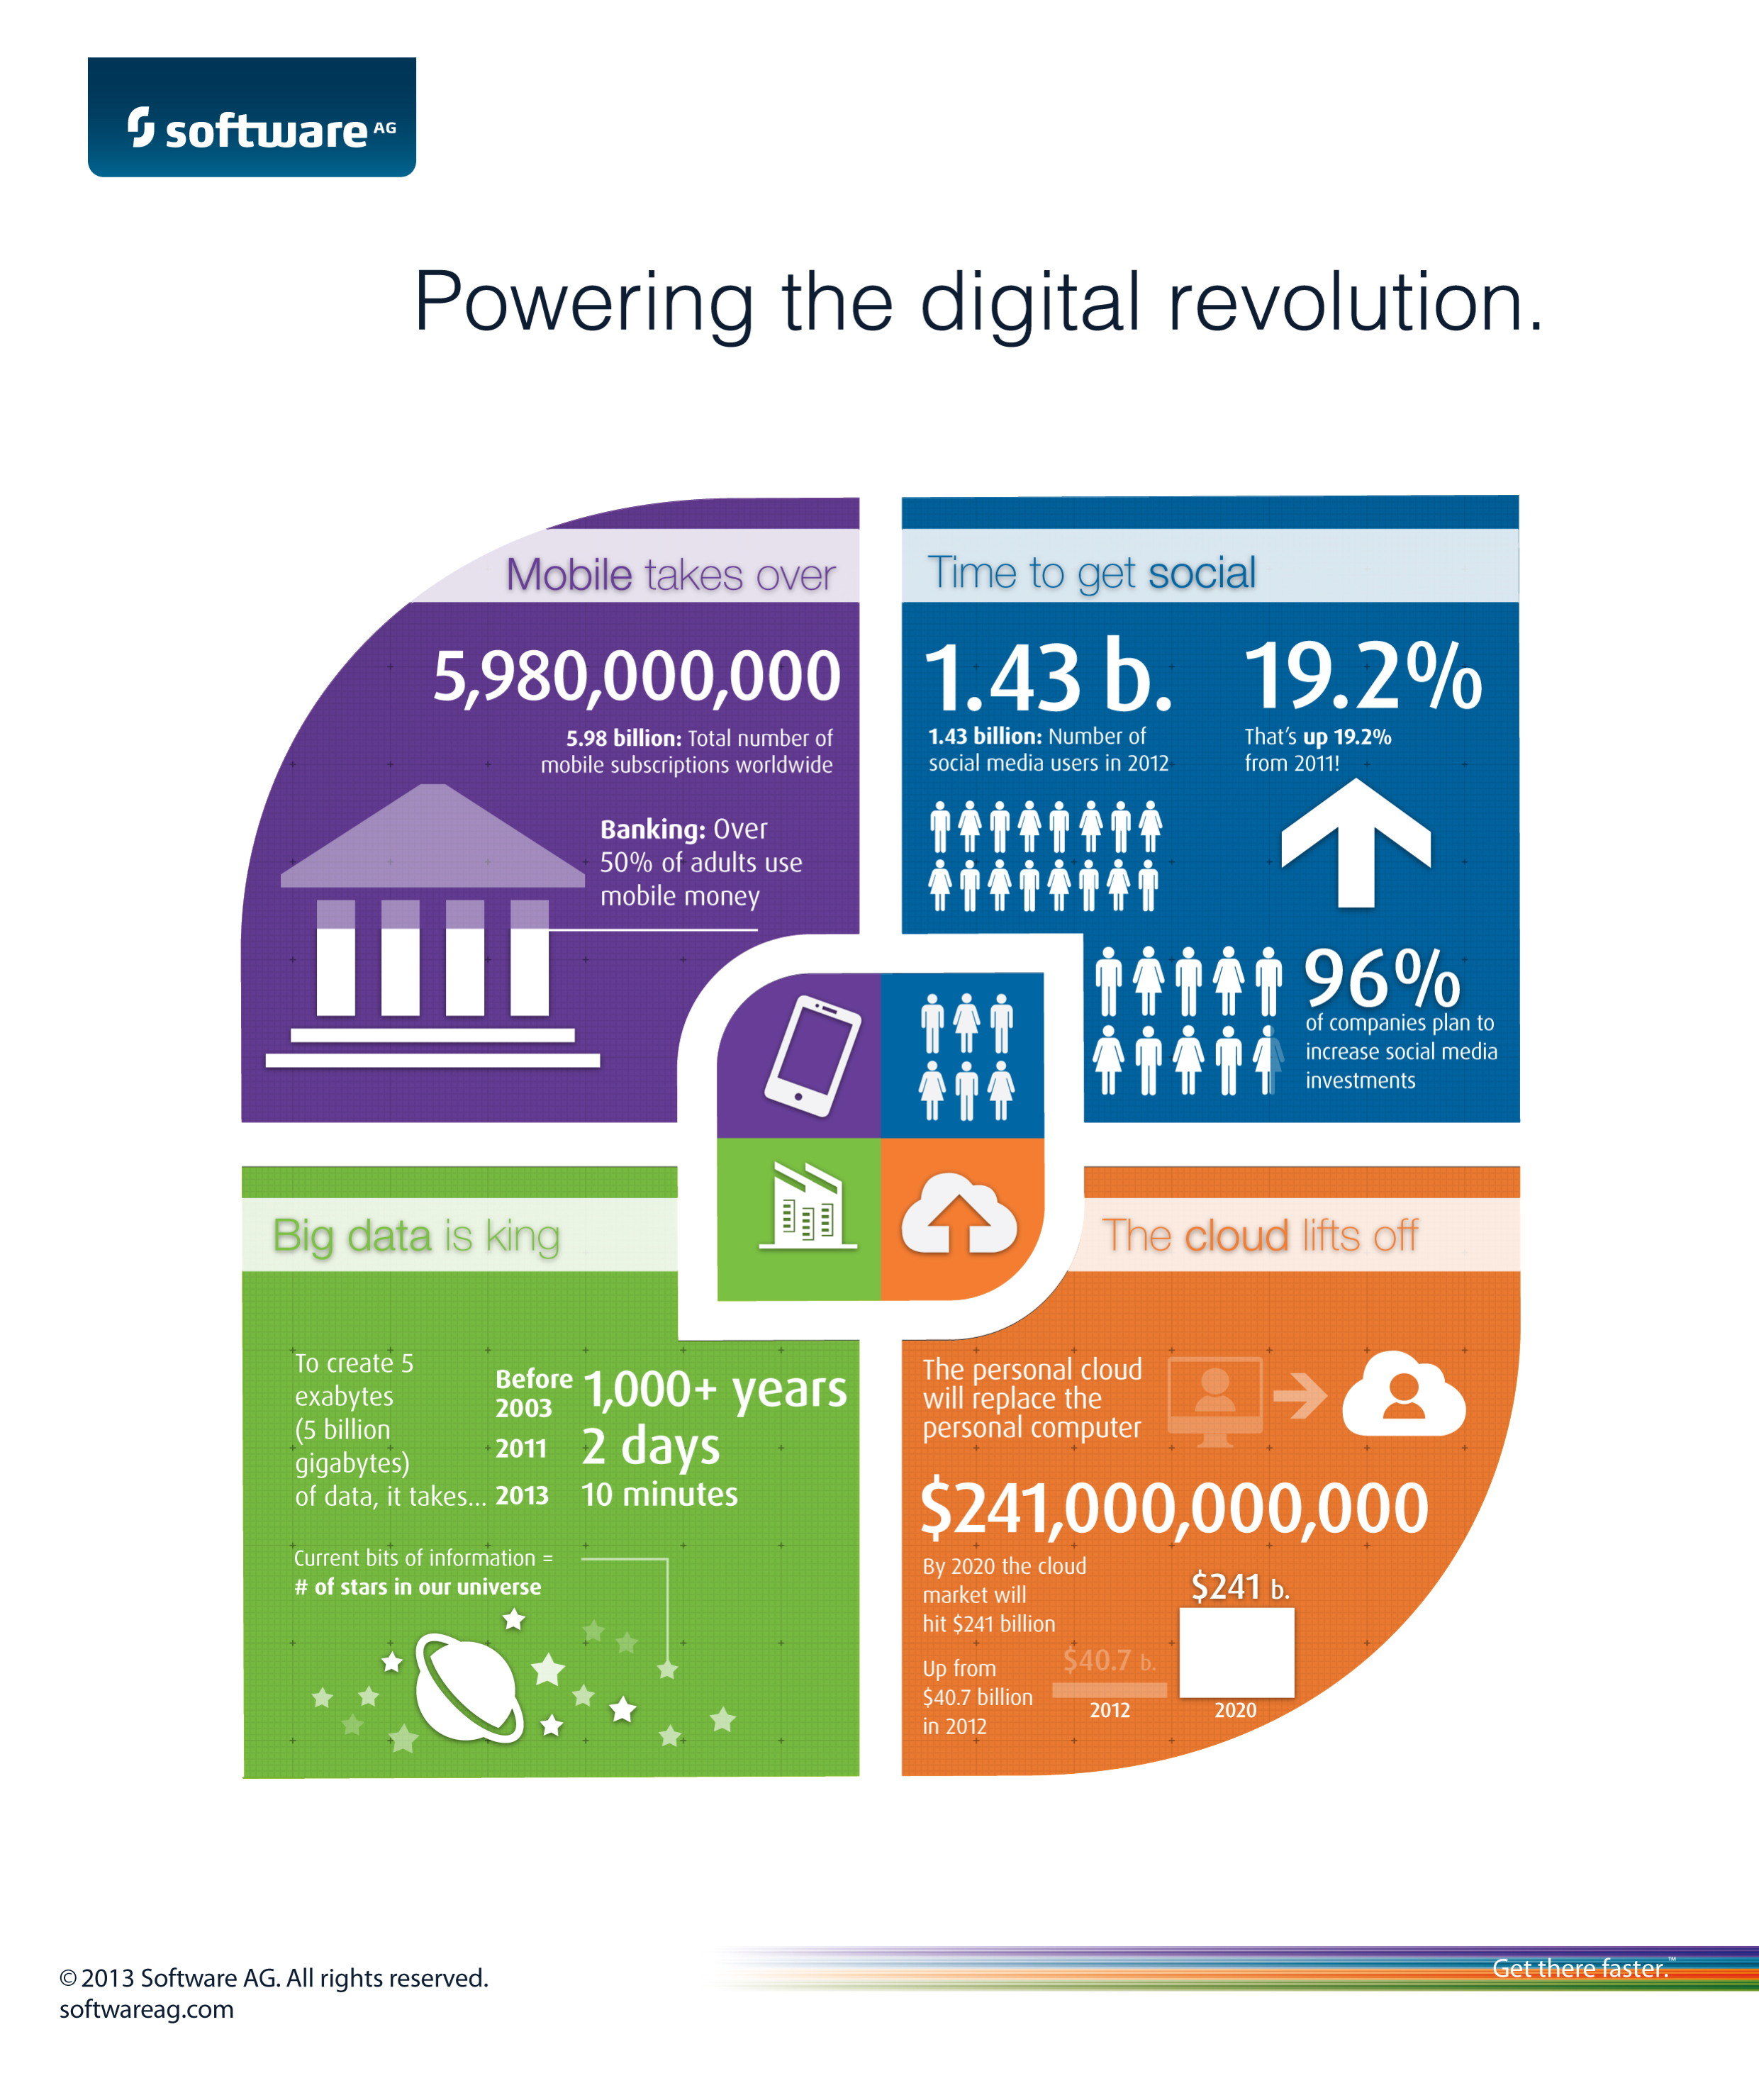 software AG
Powering the digital revolution.
Mobile takes over
5,980,000,000
5.98 billion: Total number of
mobile subscriptions worldwide
Banking: Over
50% of adults use
mobile money
Time to get social
1.43 b.
1.43 billion: Number of
social media users in 2012
19.2%
That's up 19.2%
from 2011!
96%
of companies plan to
increase social media
investments
Big data is king
To create 5
exabytes
(5 billion
gigabytes)
of data, it takes...
Before
2003
1,000+ years
2011 2 days
2013 10 minutes
Current bits of information =
# of stars in our universe
The cloud lifts off
The personal cloud
will replace the
personal computer
$241,000,000,000
By 2020 the cloud
market will
hit $241 billion
Up from
$40.7 billion
in 2012
$40.7 b.
2012
$241 b.
2020
© 2013 Software AG. All rights reserved.
softwareag.com
Get there faster.™